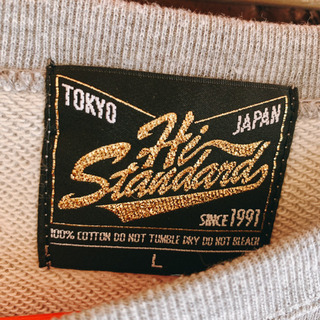 TOKYO JAPAN
Hi-
Standard
SINCE 1991
100% COTTON DO NOT TUMBLE DRY DO NOT BLEACH
L